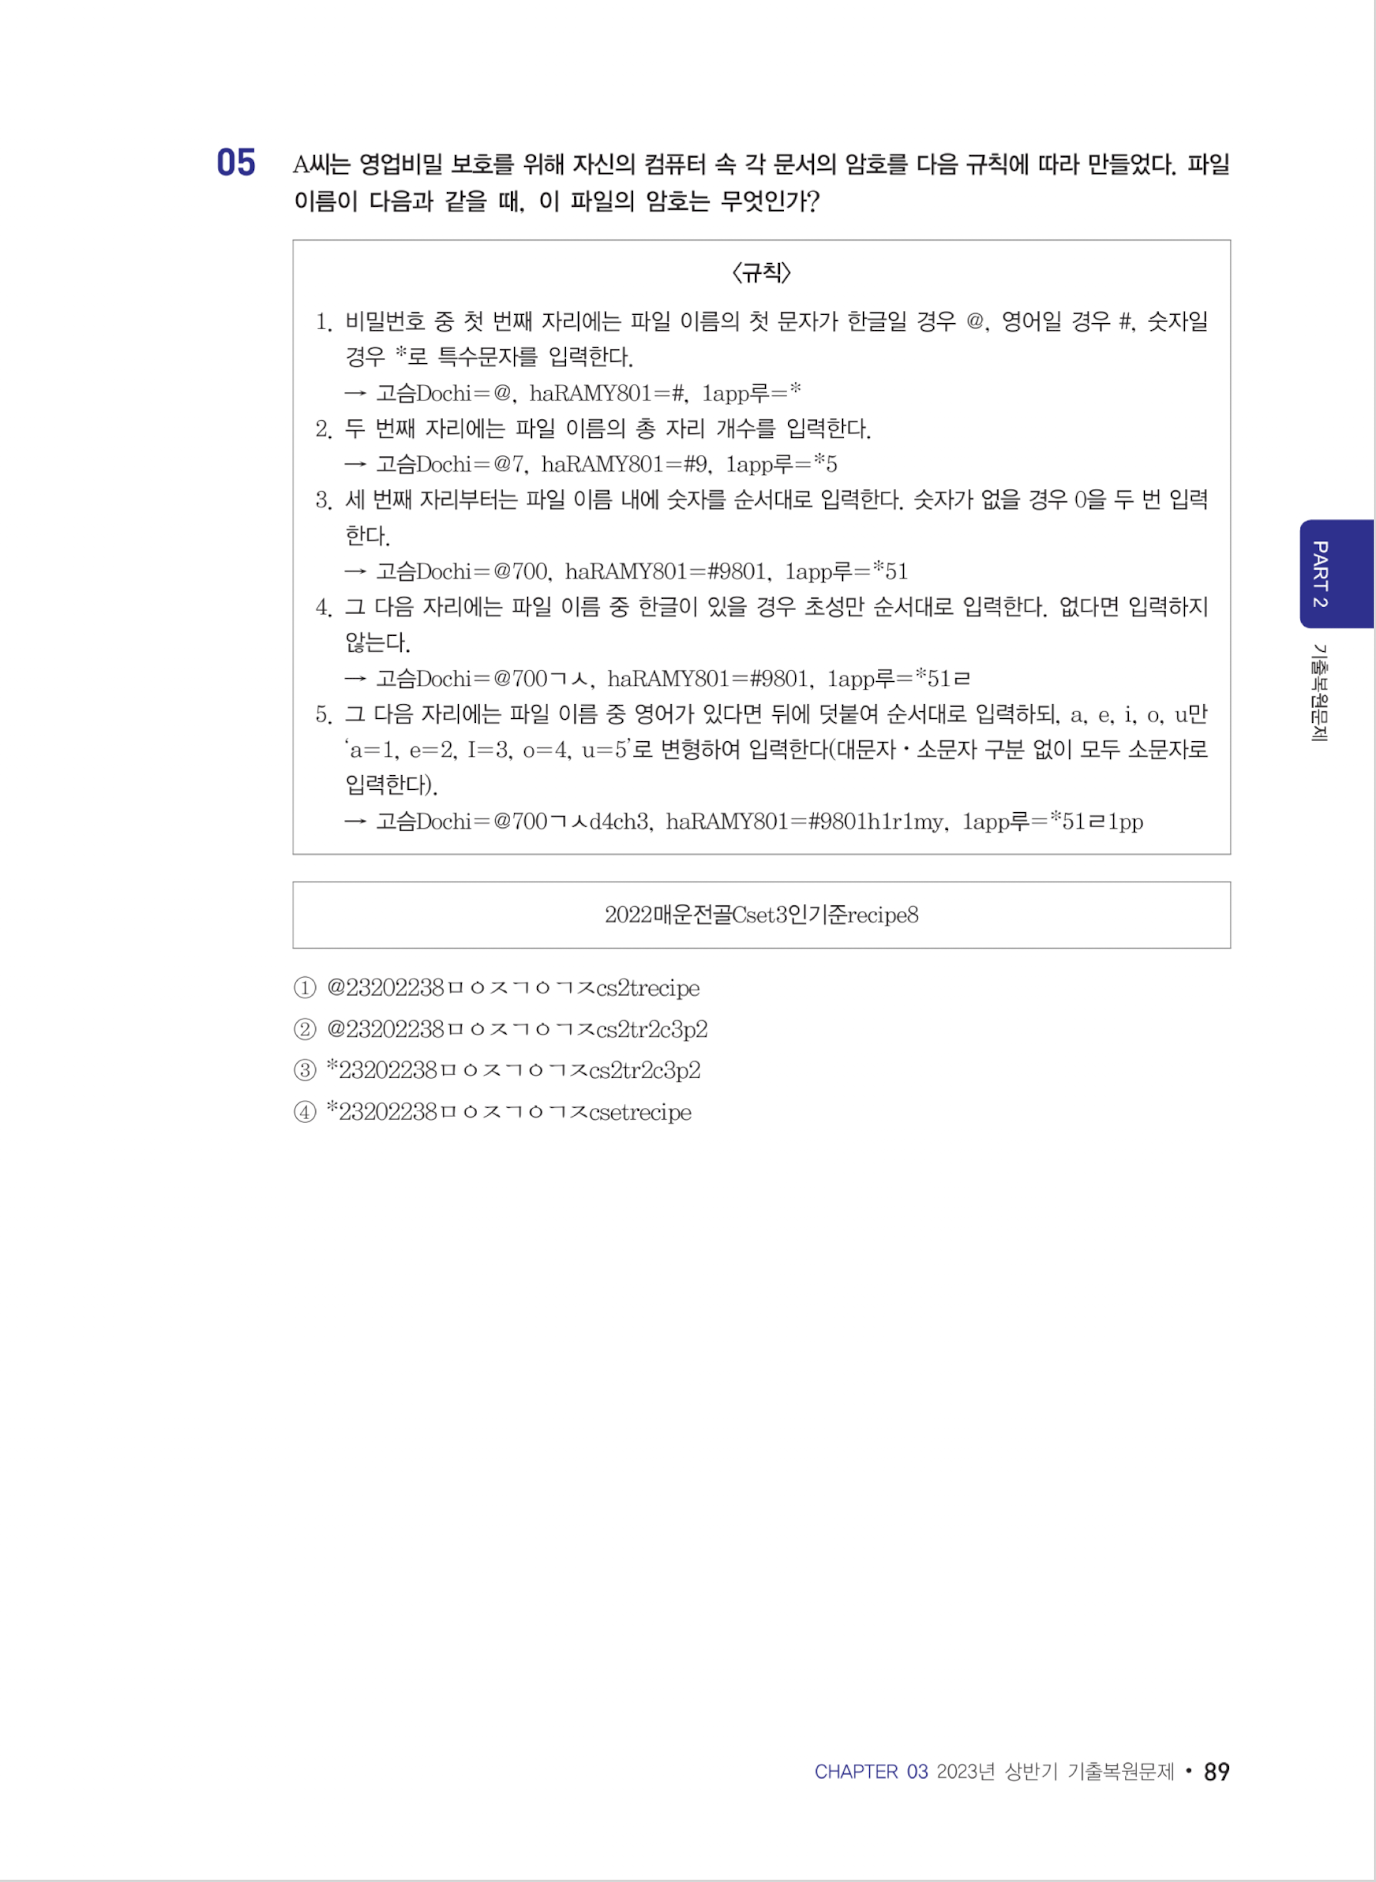 05 A씨는 영업비밀 보호를 위해 자신의 컴퓨터 속 각 문서의 암호를 다음 규칙에 따라 만들었다. 파일
이름이 다음과 같을 때, 이 파일의 암호는 무엇인가?
〈규칙〉
1. 비밀번호 중 첫 번째 자리에는 파일 이름의 첫 문자가 한글일 경우 @, 영어일 경우 #, 숫자일
경우 *로 특수문자를 입력한다.
→ 고슴Dochi=@, haRAMY801=#, 1app루=*
2. 두 번째 자리에는 파일 이름의 총 자리 개수를 입력한다.
→ 고슴Dochi=@7, haRAMY801=#9, 1app루=*5
3. 세 번째 자리부터는 파일 이름 내에 숫자를 순서대로 입력한다. 숫자가 없을 경우 0을 두 번 입력
한다.
→ 고슴Dochi=@700, haRAMY801=#9801, 1app루=*51
4. 그 다음 자리에는 파일 이름 중 한글이 있을 경우 초성만 순서대로 입력한다. 없다면 입력하지
않는다.
→ 고슴Dochi=@700ㄱㅅ, haRAMY801=#9801, 1app루=*51ㄹ
5. 그 다음 자리에는 파일 이름 중 영어가 있다면 뒤에 덧붙여 순서대로 입력하되, a, e, i, o, u만
‘a=1, e=2, I=3, o=4, u=5’로 변형하여 입력한다(대문자・소문자 구분 없이 모두 소문자로
입력한다).
→ 고슴Dochi=@700ㄱㅅd4ch3, haRAMY801=#9801h1r1my, 1app루=*51ㄹ1pp
2022매운전골Cset3인기준recipe8
① @23202238ㅁㅇㅈㄱㅇㄱㅈcs2trecipe
② @23202238ㅁㅇㅈㄱㅇㄱㅈcs2tr2c3p2
③ *23202238ㅁㅇㅈㄱㅇㄱㅈcs2tr2c3p2
④ *23202238ㅁㅇㅈㄱㅇㄱㅈcsetrecipe
PART 2
기출복원문제
CHAPTER 03 2023년 상반기 기출복원문제 • 89